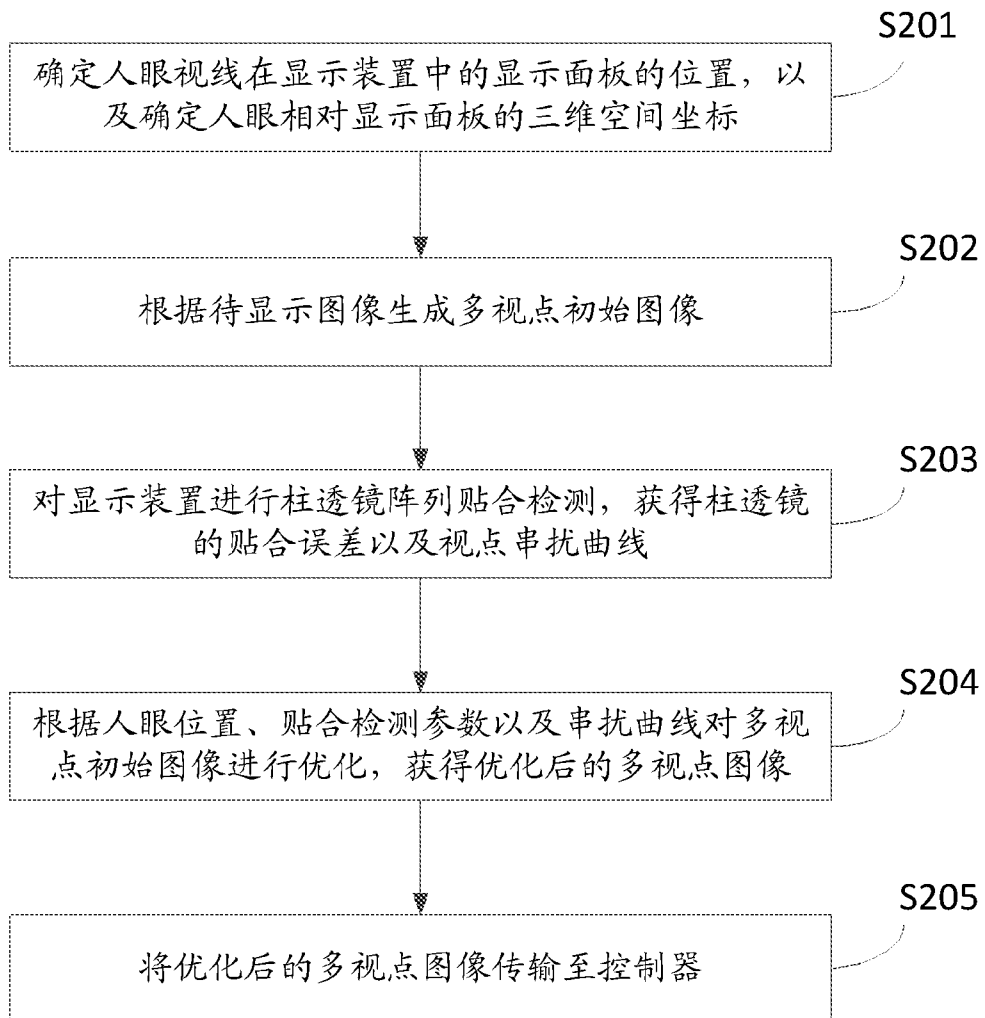 S201
确定人眼视线在显示装置中的显示面板的位置，以
及确定人眼相对显示面板的三维空间坐标
S202
根据待显示图像生成多视点初始图像
S203
对显示装置进行柱透镜阵列贴合检测，获得柱透镜
的贴合误差以及视点串扰曲线
S204
根据人眼位置、贴合检测参数以及串扰曲线对多视
点初始图像进行优化，获得优化后的多视点图像
S205
将优化后的多视点图像传输至控制器